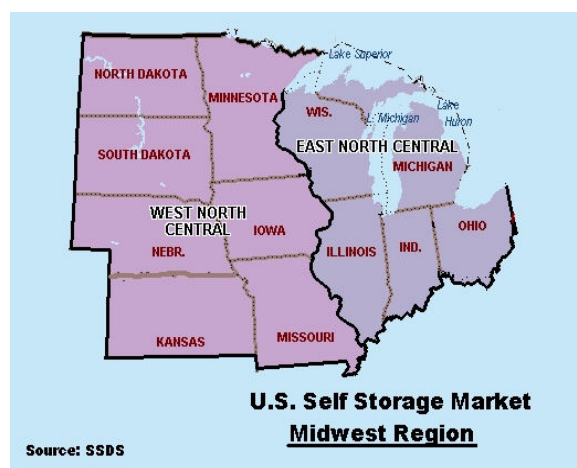 Lake Superior
NORTH DAKOTA
MINNESOTA
WIS.
L. Michigan
Lake
Huron
EAST NORTH CENTRAL
SOUTH DAKOTA
MICHIGAN
WEST NORTH
CENTRAL
IOWA
NEBR.
ILLINOIS
IND.
OHIO
KANSAS
MISSOURI
U.S. Self Storage Market
Midwest Region
Source: SSDS